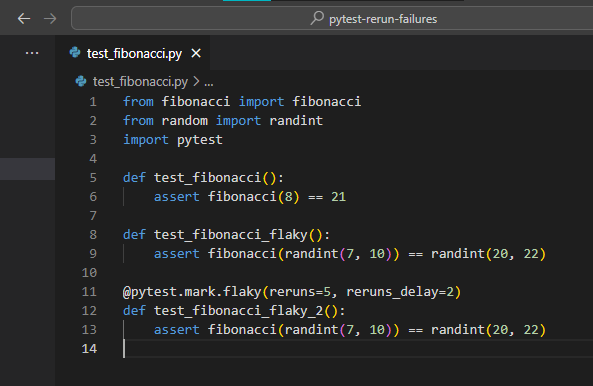 pytest-rerun-failures
test_fibonacci.py
test_fibonacci.py > ...
1 from fibonacci import fibonacci
2 from random import randint
3 import pytest
4
5 def test_fibonacci():
6     assert fibonacci(8) == 21
7
8 def test_fibonacci_flaky():
9     assert fibonacci(randint(7, 10)) == randint(20, 22)
10
11 @pytest.mark.flaky(reruns=5, reruns_delay=2)
12 def test_fibonacci_flaky_2():
13     assert fibonacci(randint(7, 10)) == randint(20, 22)
14